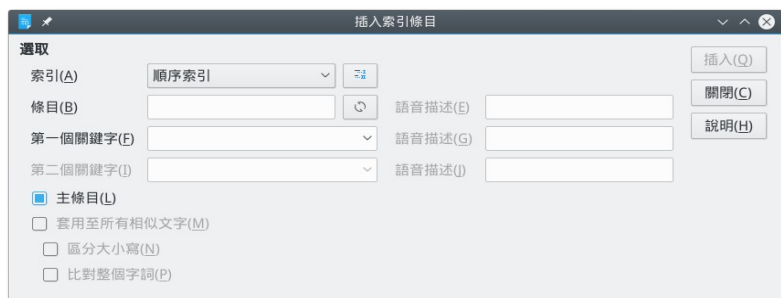 插入索引條目
選取
索引(A) 順序索引 插入(Q)
條目(B) 語音描述(E) 關閉(C)
第一個關鍵字(F) 語音描述(G) 說明(H)
第二個關鍵字(I) 語音描述(J)
主條目(L)
套用至所有相似文字(M)
區分大小寫(N)
比對整個字詞(P)